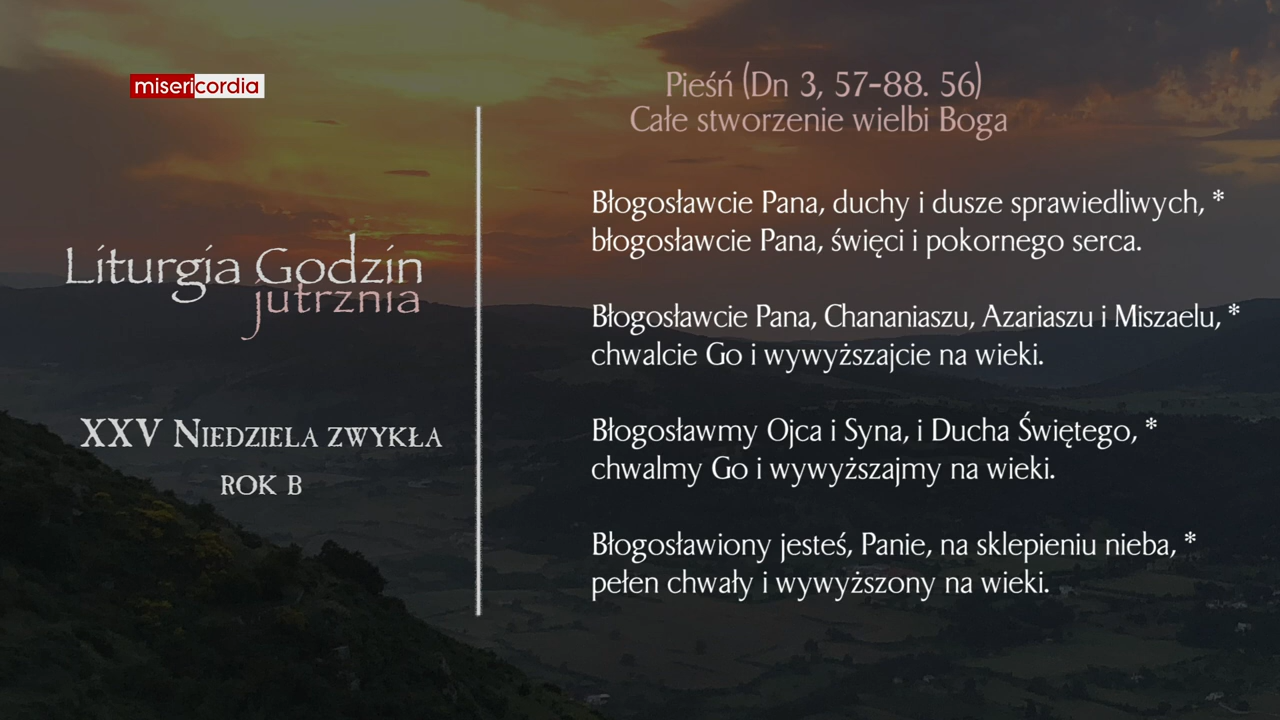 misericordia
Liturgia Godzin
jutrznia
XXV Niedziela zwykła
rok B
Pieśń (Dn 3, 57-88. 56)
Całe stworzenie wielbi Boga
Błogosławcie Pana, duchy i dusze sprawiedliwych, *
błogosławcie Pana, święci i pokornego serca.
Błogosławcie Pana, Chananiaszu, Azariaszu i Miszaelu, *
chwalcie Go i wywyższajcie na wieki.
Błogosławmy Ojca i Syna, i Ducha Świętego, *
chwalmy Go i wywyższajmy na wieki.
Błogosławiony jesteś, Panie, na sklepieniu nieba, *
pełen chwały i wywyższony na wieki.